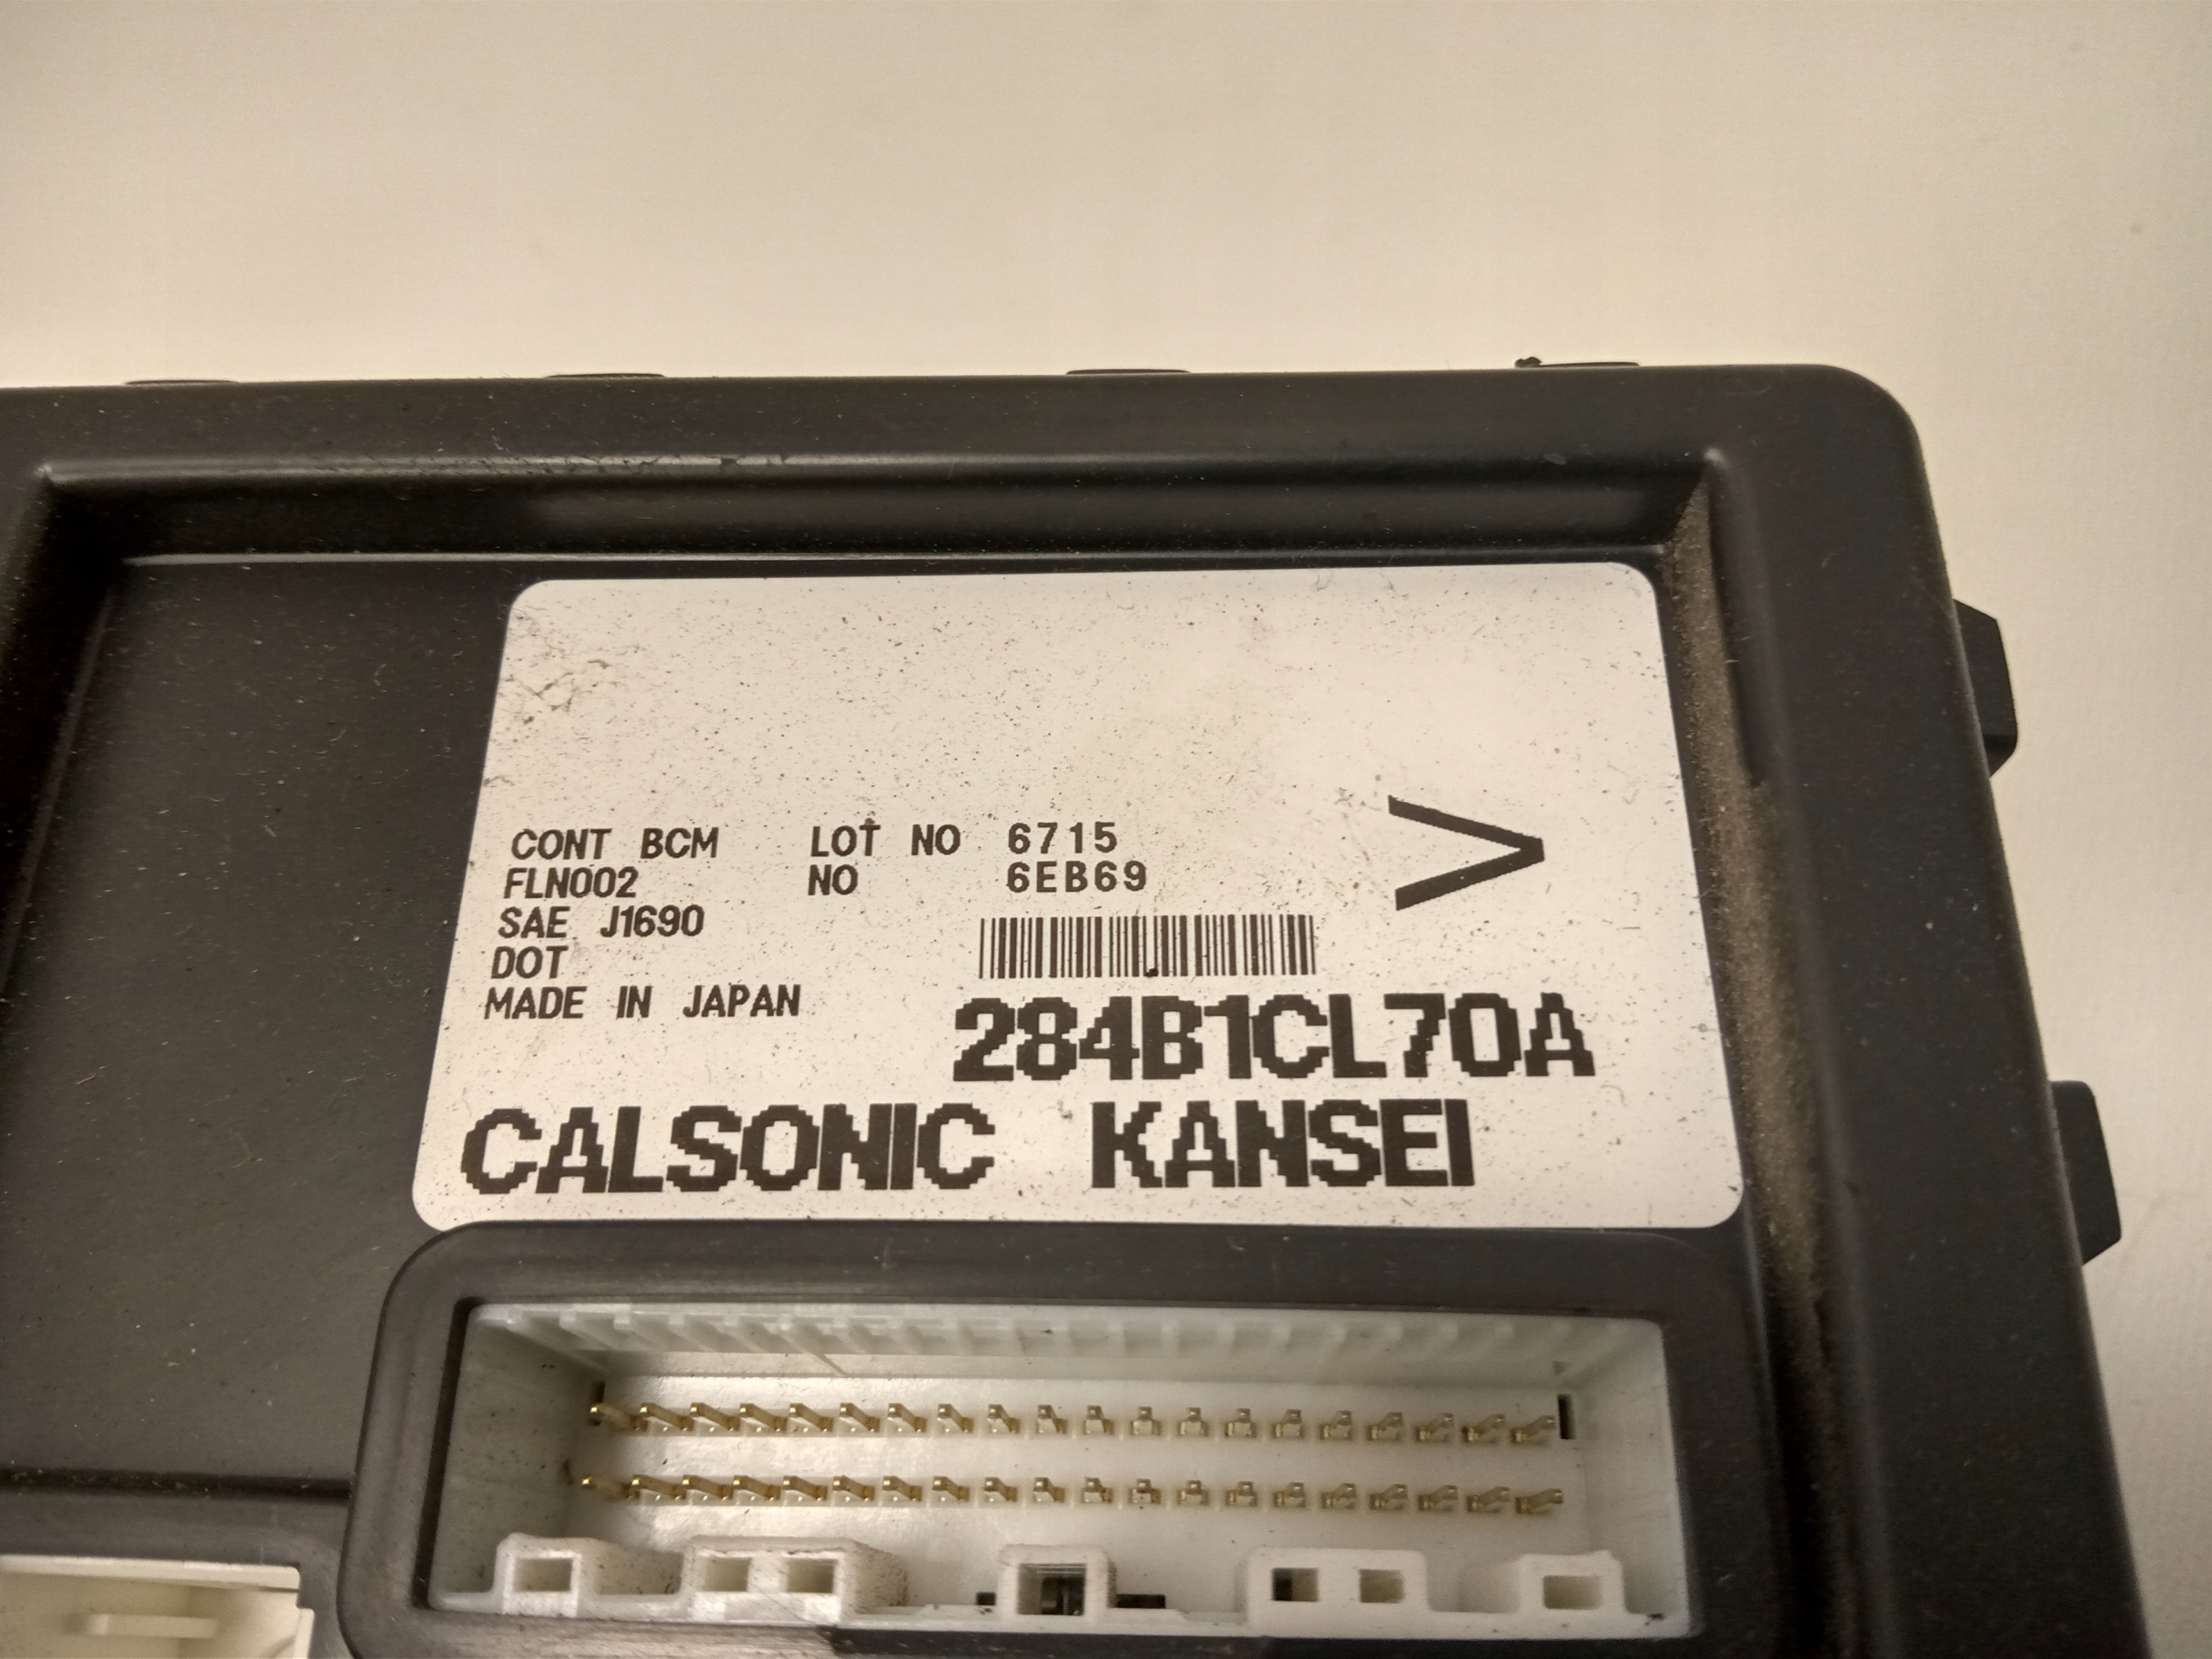 CONT BCM LOT NO 6715
FLN002 NO 6EB69
SAE J1690
DOT
MADE IN JAPAN
>
284B1CL70A
CALSONIC KANSEI